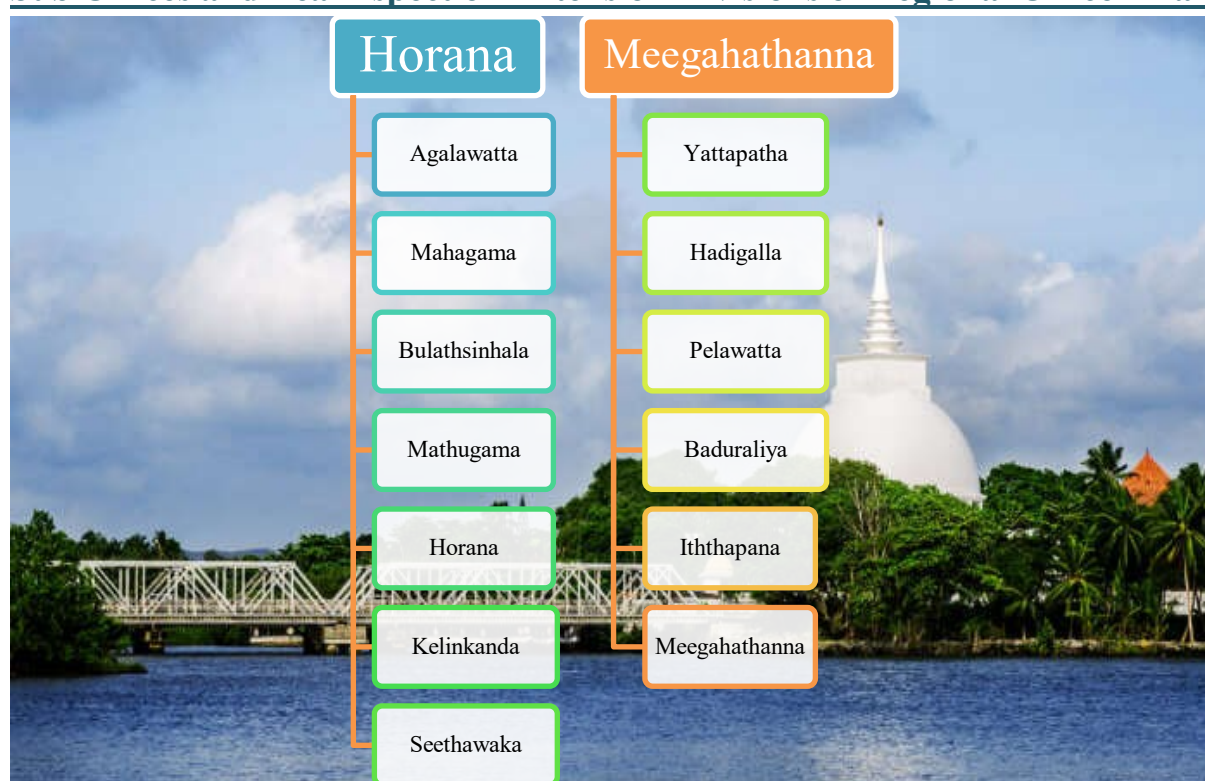 Horana
Agalawatta
Mahagama
Bulathsinhala
Mathugama
Horana
Kelinkanda
Seethawaka
Meegahathanna
Yattapatha
Hadigalla
Pelawatta
Baduraliya
Iththapana
Meegahathanna